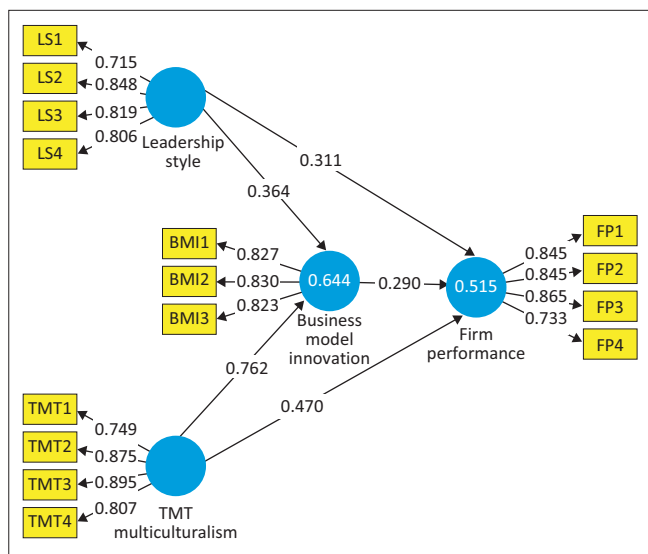 LS1
0.715
LS2
0.848
LS3
0.819
LS4
0.806
Leadership
style
0.311
0.364
BMI1
0.827
BMI2
0.830
BMI3
0.823
0.644
Business
model
innovation
0.290
0.515
Firm
performance
FP1
0.845
FP2
0.845
FP3
0.865
FP4
0.733
0.762
0.470
TMT1
0.749
TMT2
0.875
TMT3
0.895
TMT4
0.807
TMT
multiculturalism